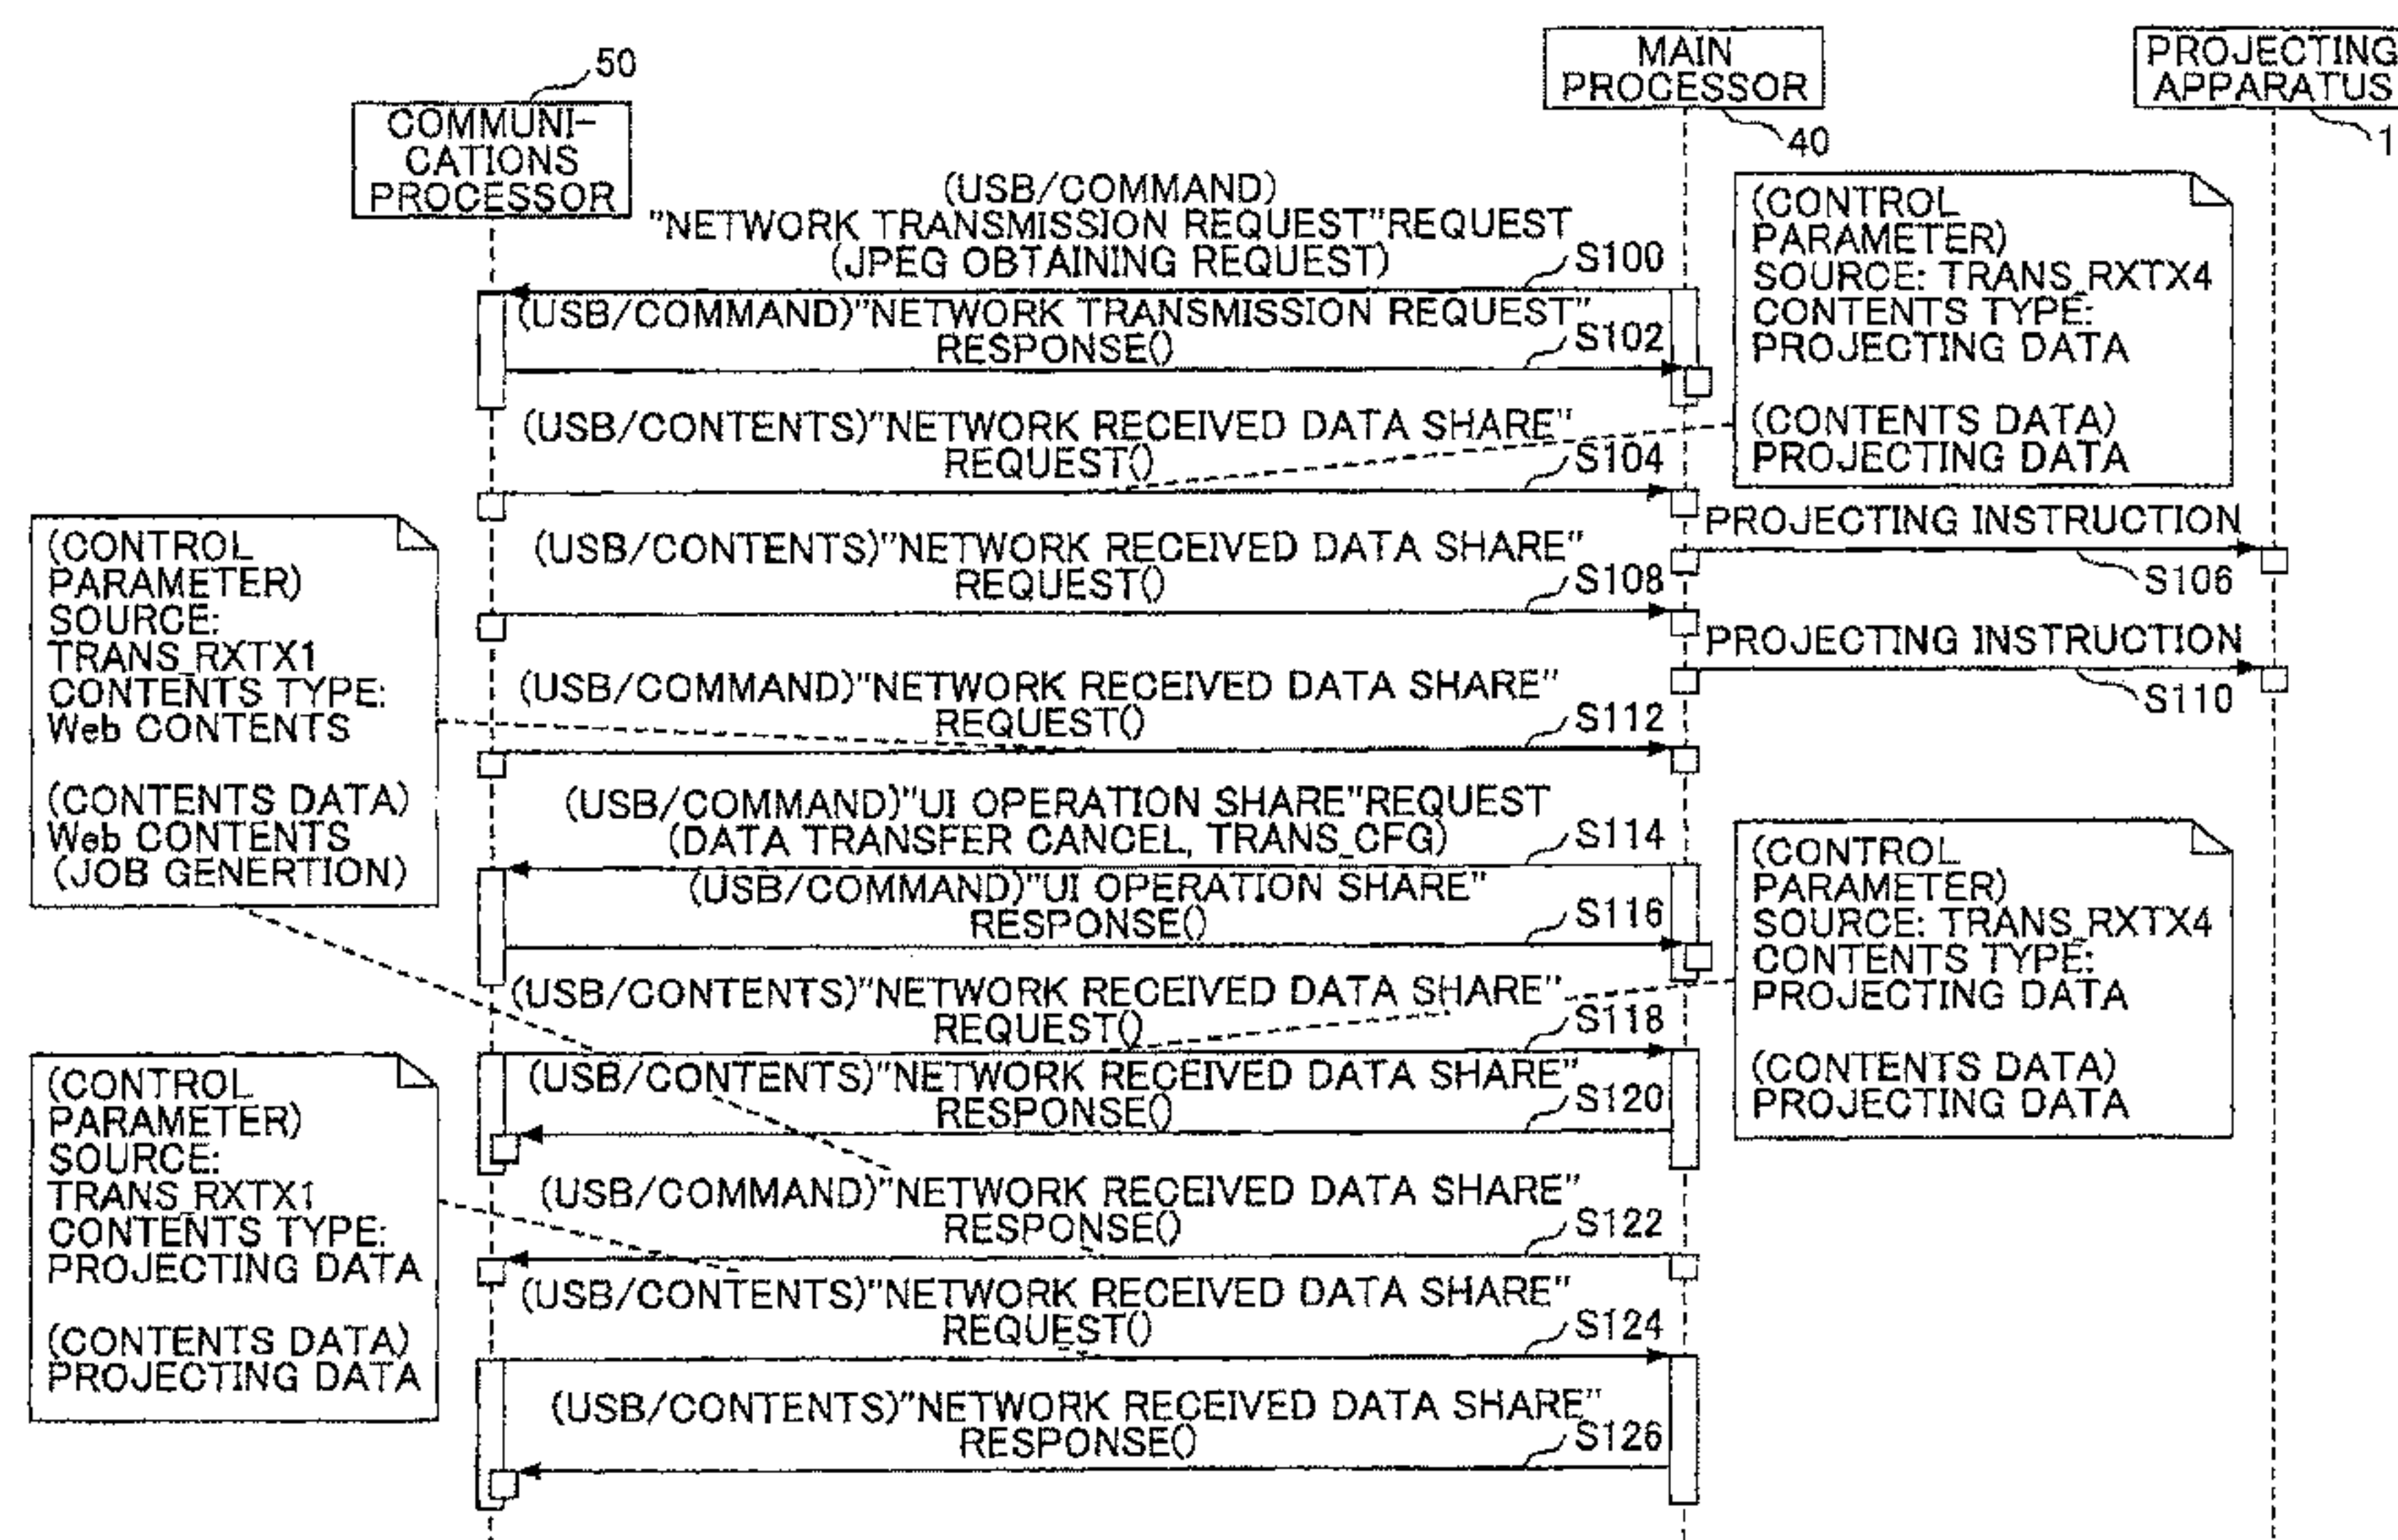 50
COMMUNI-
CATIONS
PROCESSOR
MAIN
PROCESSOR
40
PROJECTING
APPARATUS
1
(USB/COMMAND)
"NETWORK TRANSMISSION REQUEST"REQUEST
(JPEG OBTAINING REQUEST)
S100
(USB/COMMAND)"NETWORK TRANSMISSION REQUEST"
RESPONSE()
S102
(CONTROL
PARAMETER)
SOURCE: TRANS_RXTX4
CONTENTS TYPE:
PROJECTING DATA
(CONTENTS DATA)
PROJECTING DATA
(USB/CONTENTS)"NETWORK RECEIVED DATA SHARE"
REQUEST()
S104
PROJECTING INSTRUCTION
S106
(USB/CONTENTS)"NETWORK RECEIVED DATA SHARE"
REQUEST()
S108
PROJECTING INSTRUCTION
S110
(CONTROL
PARAMETER)
SOURCE:
TRANS_RXTX1
CONTENTS TYPE:
Web CONTENTS
(CONTENTS DATA)
Web CONTENTS
(JOB GENERTION)
(USB/COMMAND)"NETWORK RECEIVED DATA SHARE"
REQUEST()
S112
(USB/COMMAND)"UI OPERATION SHARE"REQUEST
(DATA TRANSFER CANCEL, TRANS_CFG)
S114
(USB/COMMAND)"UI OPERATION SHARE"
RESPONSE()
S116
(CONTROL
PARAMETER)
SOURCE: TRANS_RXTX4
CONTENTS TYPE:
PROJECTING DATA
(CONTENTS DATA)
PROJECTING DATA
(USB/CONTENTS)"NETWORK RECEIVED DATA SHARE"
REQUEST()
S118
(USB/CONTENTS)"NETWORK RECEIVED DATA SHARE"
RESPONSE()
S120
(CONTROL
PARAMETER)
SOURCE:
TRANS_RXTX1
CONTENTS TYPE:
PROJECTING DATA
(CONTENTS DATA)
PROJECTING DATA
(USB/COMMAND)"NETWORK RECEIVED DATA SHARE"
RESPONSE()
S122
(USB/CONTENTS)"NETWORK RECEIVED DATA SHARE"
REQUEST()
S124
(USB/CONTENTS)"NETWORK RECEIVED DATA SHARE"
RESPONSE()
S126